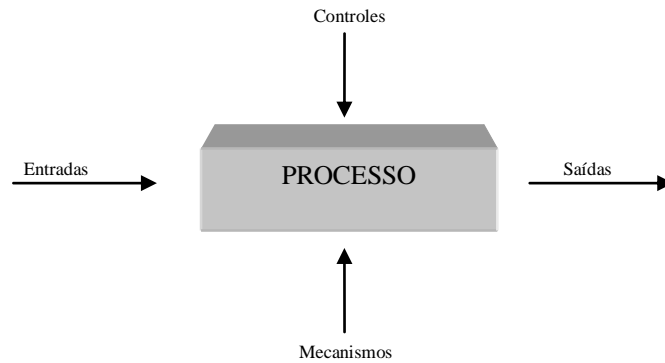 Controles
Entradas
PROCESSO
Saídas
Mecanismos